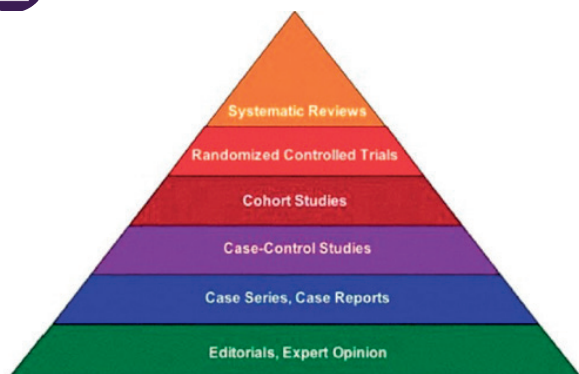 Systematic Reviews
Randomized Controlled Trials
Cohort Studies
Case-Control Studies
Case Series, Case Reports
Editorials, Expert Opinion